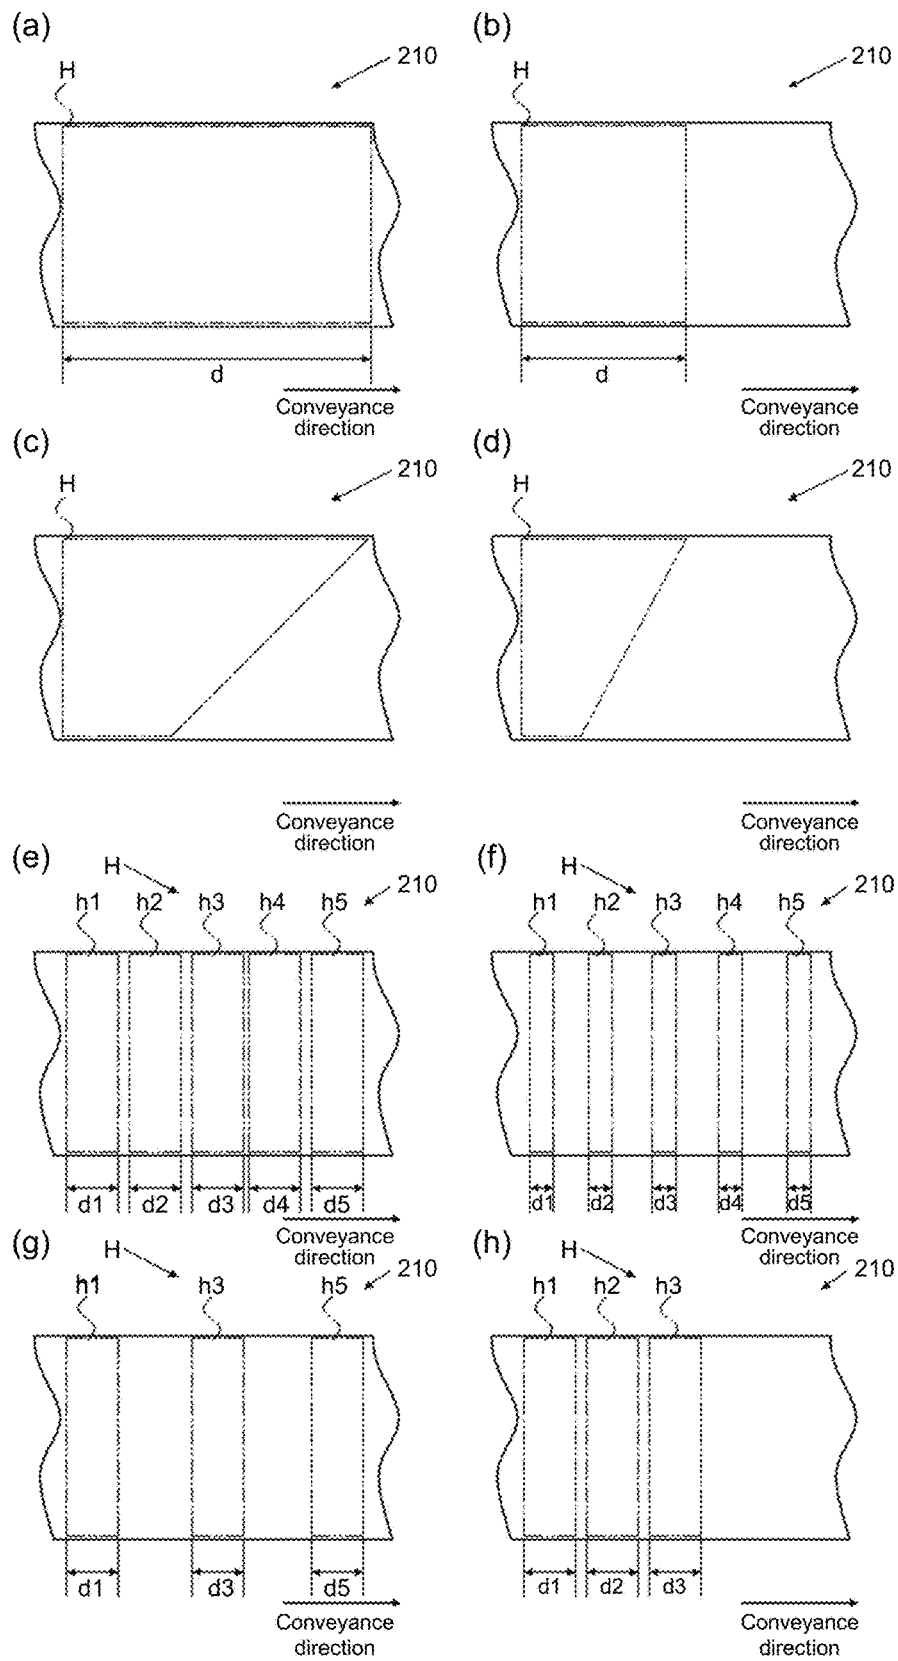 (a)
(b)
210
210
H
H
d
d
Conveyance
direction
Conveyance
direction
(c)
(d)
210
210
H
H
Conveyance
direction
Conveyance
direction
(e)
(f)
H
210
H
210
h1 h2 h3 h4 h5
h1 h2 h3 h4 h5
d1 d2 d3 d4 d5
d1 d2 d3 d4 d5
Conveyance
direction
Conveyance
direction
(g)
(h)
H
210
H
210
h1 h3 h5
h1 h2 h3
d1 d3 d5
d1 d2 d3
Conveyance
direction
Conveyance
direction